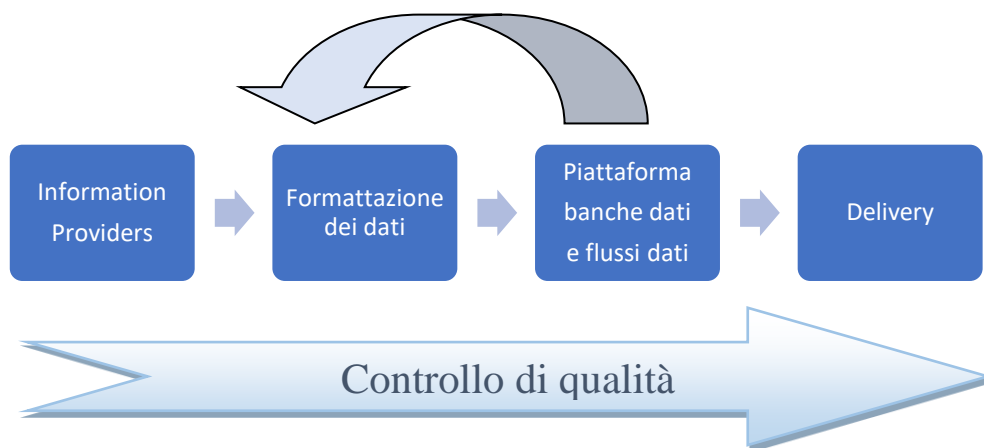 Information
Providers
Formattazione
dei dati
Piattaforma
banche dati
e flussi dati
Delivery
Controllo di qualità